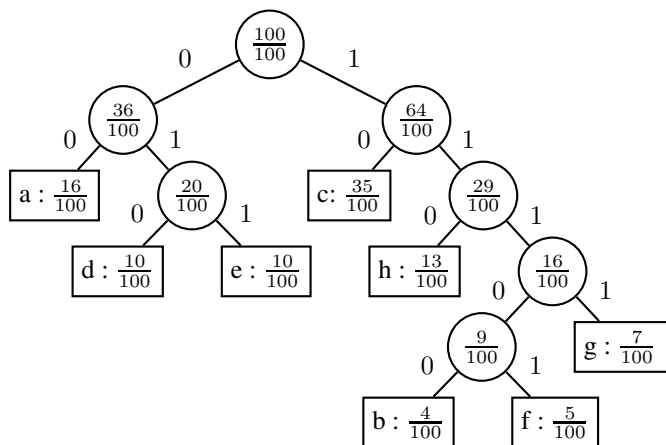 100/100
0 1
36/100 64/100
0 1 0 1
a : 16/100 20/100 c: 35/100 29/100
0 1 0 1
d : 10/100 e : 10/100 h : 13/100 16/100
0 1
9/100 g : 7/100
0 1
b : 4/100 f : 5/100